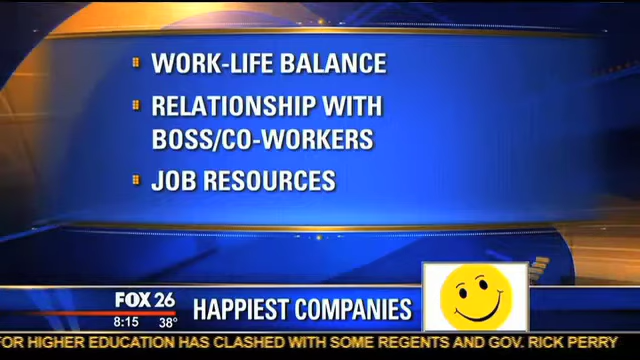 WORK-LIFE BALANCE
RELATIONSHIP WITH
BOSS/CO-WORKERS
JOB RESOURCES
FOX 26
HAPPIEST COMPANIES
8:15 38°
FOR HIGHER EDUCATION HAS CLASHED WITH SOME REGENTS AND GOV. RICK PERRY